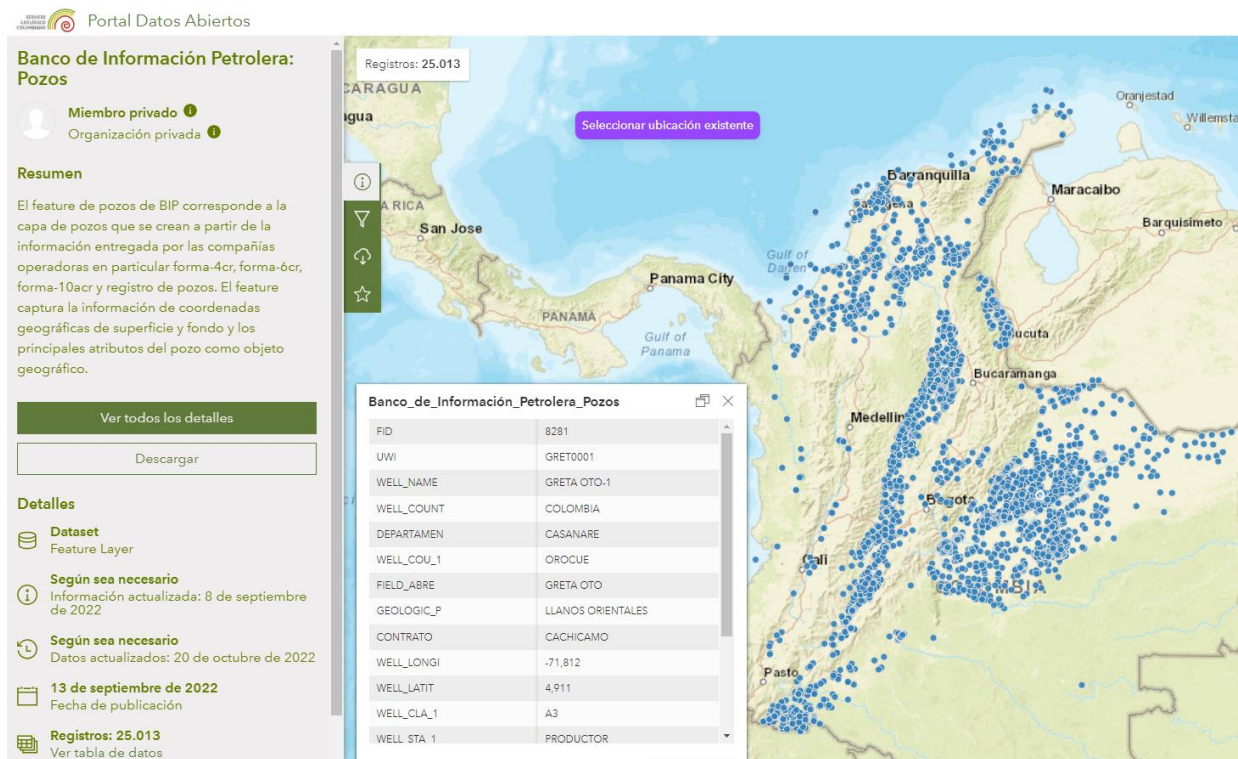 SERVICIO
GEOLÓGICO
COLOMBIANO
Portal Datos Abiertos
Banco de Información Petrolera:
Pozos
Miembro privado
Organización privada
Resumen
El feature de pozos de BIP corresponde a la
capa de pozos que se crean a partir de la
información entregada por las compañías
operadoras en particular forma-4cr, forma-6cr,
forma-10acr y registro de pozos. El feature
captura la información de coordenadas
geográficas de superficie y fondo y los
principales atributos del pozo como objeto
geográfico.
Ver todos los detalles
Descargar
Detalles
Dataset
Feature Layer
Según sea necesario
Información actualizada: 8 de septiembre
de 2022
Según sea necesario
Datos actualizados: 20 de octubre de 2022
13 de septiembre de 2022
Fecha de publicación
Registros: 25.013
Ver tabla de datos
Registros: 25.013
Seleccionar ubicación existente
CARAGUA
agua
A RICA
San Jose
PANAMÁ
Panama City
Gulf of
Panama
Gulf of
Darien
Oranjestad
Willemsta
Barranquilla
Maracaibo
Barquisimeto
Cucuta
Bucaramanga
Medellin
Bogota
Cali
COLOMBIA
Pasto
Banco_de_Información_Petrolera_Pozos
FID 8281
UWI GRET0001
WELL_NAME GRETA OTO-1
WELL_COUNT COLOMBIA
DEPARTAMEN CASANARE
WELL_COU_1 OROCUE
FIELD_ABRE GRETA OTO
GEOLOGIC_P LLANOS ORIENTALES
CONTRATO CACHICAMO
WELL_LONGI -71,812
WELL_LATIT 4,911
WELL_CLA_1 A3
WELL_STA_1 PRODUCTOR